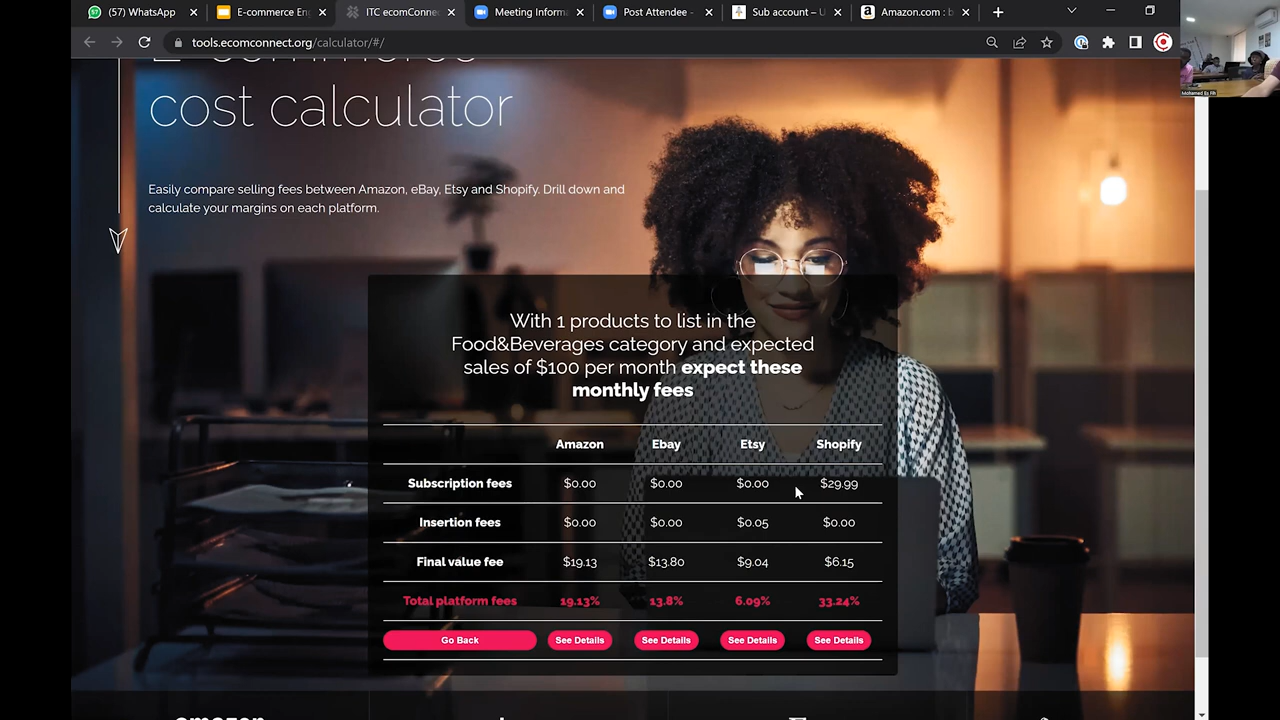 (57) WhatsApp
E-commerce En
ITC ecomConne
Meeting Informa
Post Attendee -
Sub account – U
Amazon.com : b
tools.ecomconnect.org/calculator/#/
Mohamed Es Fih
cost calculator
Easily compare selling fees between Amazon, eBay, Etsy and Shopify. Drill down and
calculate your margins on each platform.
With 1 products to list in the
Food&Beverages category and expected
sales of $100 per month expect these
monthly fees
Amazon Ebay Etsy Shopify
Subscription fees $0.00 $0.00 $0.00 $29.99
Insertion fees $0.00 $0.00 $0.05 $0.00
Final value fee $19.13 $13.80 $9.04 $6.15
Total platform fees 19.13% 13.8% 6.09% 33.24%
Go Back See Details See Details See Details See Details